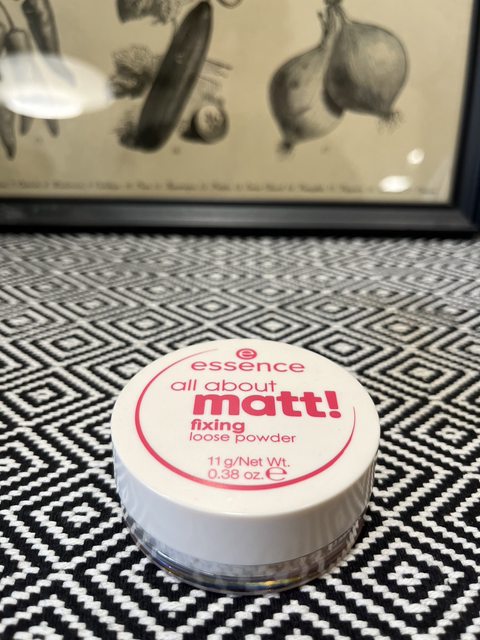 essence
all about
matt!
fixing
loose powder
11 g/Net Wt.
0.38 oz. ℮